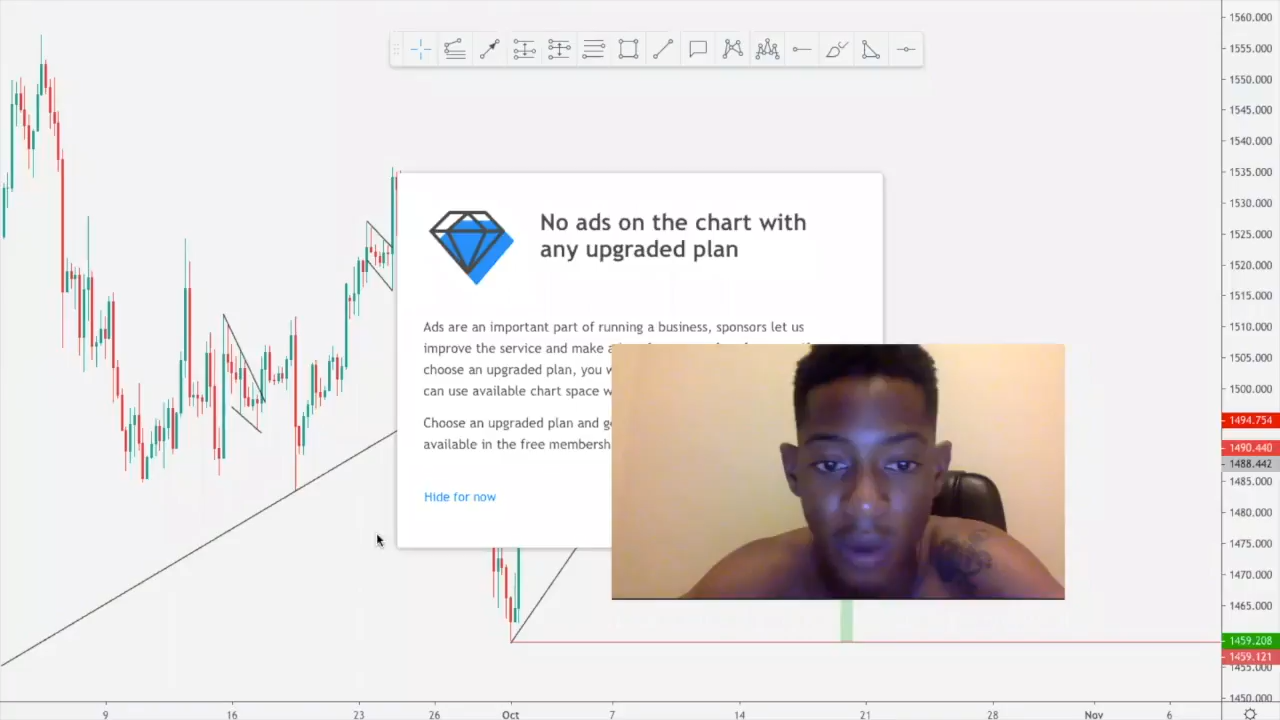 1560.000
1555.000
1550.000
1545.000
1540.000
1535.000
1530.000
1525.000
1520.000
1515.000
1510.000
1505.000
1500.000
1494.754
1490.440
1488.442
1485.000
1480.000
1475.000
1470.000
1465.000
1459.208
1459.121
1455.000
1450.000
No ads on the chart with
any upgraded plan
Ads are an important part of running a business, sponsors let us
improve the service and make
choose an upgraded plan, you
can use available chart space
Choose an upgraded plan and
available in the free
Hide for now
9 16 23 26 Oct 7 14 21 28 Nov 6